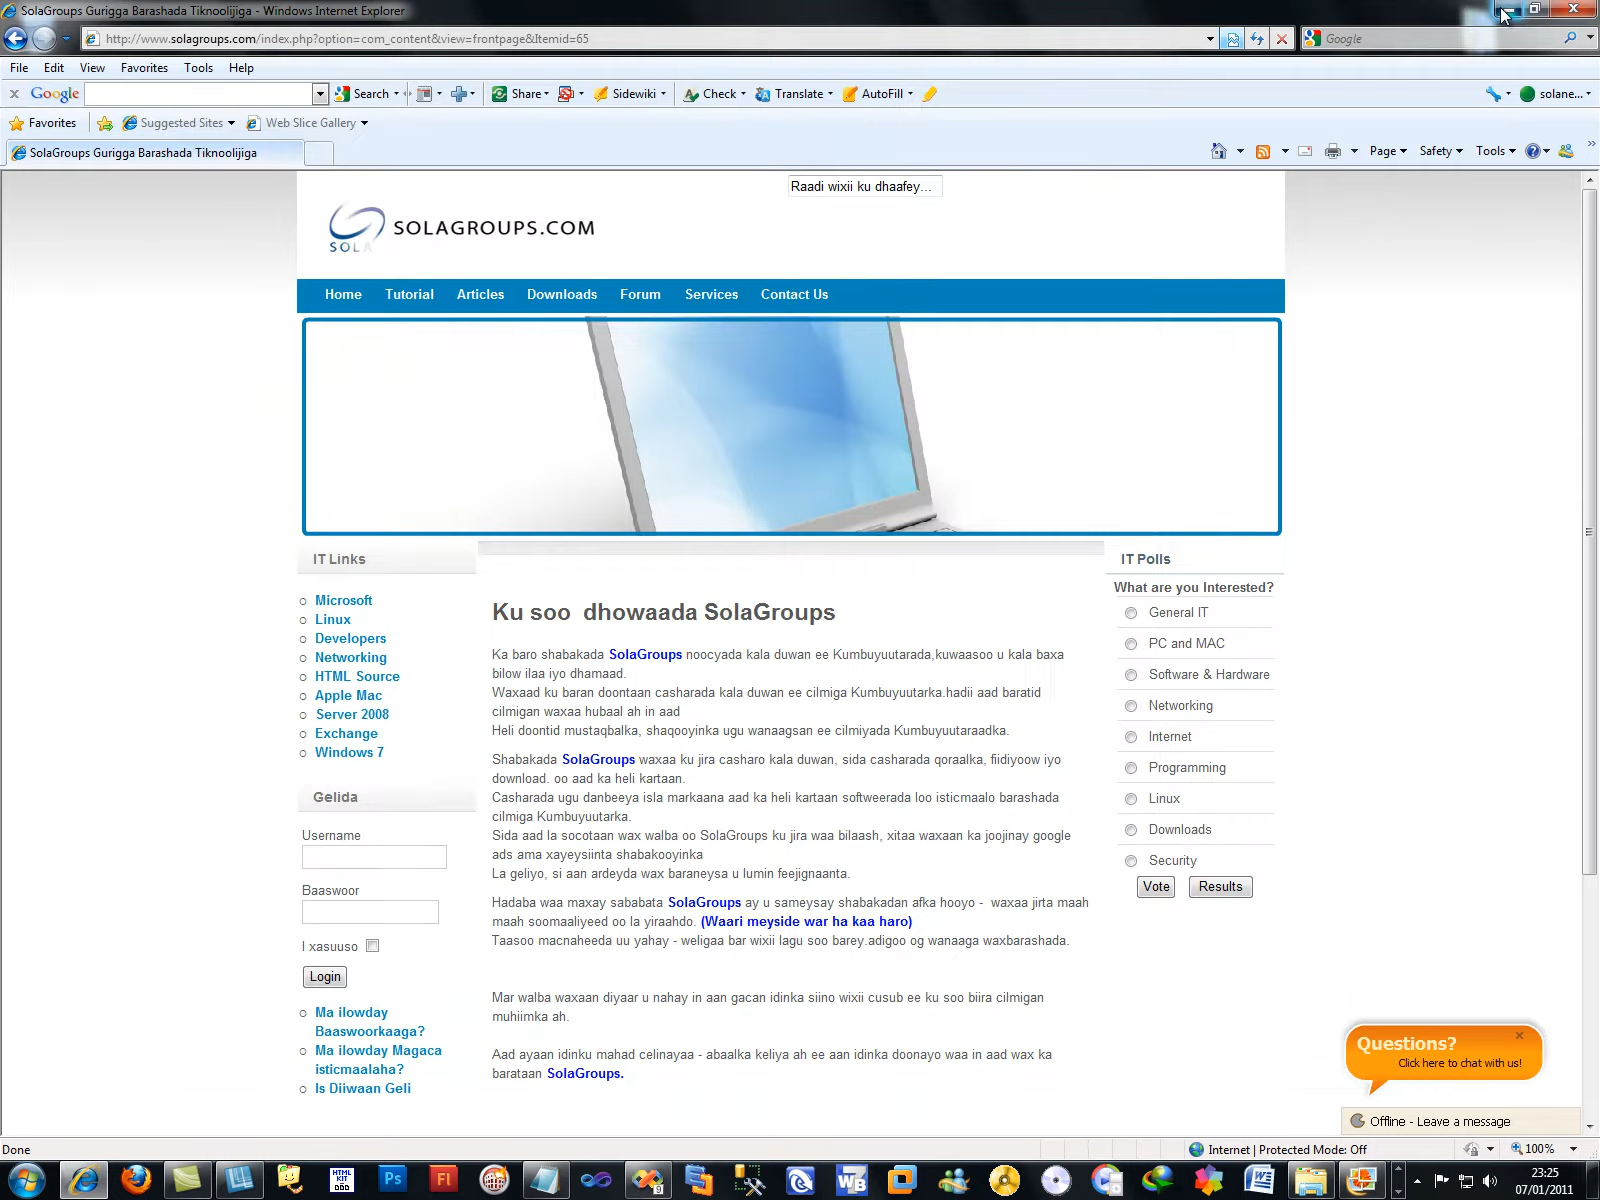 SolaGroups Gurigga Barashada Tiknoolijiga - Windows Internet Explorer
http://www.solagroups.com/index.php?option=com_content&view=frontpage&Itemid=65
Google
File Edit View Favorites Tools Help
x Google Search Share Sidewiki Check Translate AutoFill solane...
Favorites Suggested Sites Web Slice Gallery
SolaGroups Gurigga Barashada Tiknoolijiga
Page Safety Tools
Raadi wixii ku dhaafey...
SOLA SOLAGROUPS.COM
Home Tutorial Articles Downloads Forum Services Contact Us
IT Links
Microsoft
Linux
Developers
Networking
HTML Source
Apple Mac
Server 2008
Exchange
Windows 7
Gelida
Username
Baaswoor
I xasuuso
Login
Ma ilowday
Baaswoorkaaga?
Ma ilowday Magaca
isticmaalaha?
Is Diiwaan Geli
Ku soo dhowaada SolaGroups
Ka baro shabakada SolaGroups noocyada kala duwan ee Kumbuyuutarada,kuwaasoo u kala baxa
bilow ilaa iyo dhamaad.
Waxaad ku baran doontaan casharada kala duwan ee cilmiga Kumbuyuutarka.hadii aad baratid
cilmigan waxaa hubaal ah in aad
Heli doontid mustaqbalka, shaqooyinka ugu wanaagsan ee cilmiyada Kumbuyuutaraadka.
Shabakada SolaGroups waxaa ku jira casharo kala duwan, sida casharada qoraalka, fiidiyoow iyo
download. oo aad ka heli kartaan.
Casharada ugu danbeeya isla markaana aad ka heli kartaan softweerada loo isticmaalo barashada
cilmiga Kumbuyuutarka.
Sida aad la socotaan wax walba oo SolaGroups ku jira waa bilaash, xitaa waxaan ka joojinay google
ads ama xayeysiinta shabakooyinka
La geliyo, si aan ardeyda wax baraneysa u lumin feejignaanta.
Hadaba waa maxay sababata SolaGroups ay u sameysay shabakadan afka hooyo - waxaa jirta maah
maah soomaaliyeed oo la yiraahdo. (Waari meyside war ha kaa haro)
Taasoo macnaheeda uu yahay - weligaa bar wixii lagu soo barey.adigoo og wanaaga waxbarashada.
Mar walba waxaan diyaar u nahay in aan gacan idinka siino wixii cusub ee ku soo biira cilmigan
muhiimka ah.
Aad ayaan idinku mahad celinayaa - abaalka keliya ah ee aan idinka doonayo waa in aad wax ka
barataan SolaGroups.
IT Polls
What are you Interested?
General IT
PC and MAC
Software & Hardware
Networking
Internet
Programming
Linux
Downloads
Security
Vote Results
Questions?
Click here to chat with us!
Offline - Leave a message
Done Internet | Protected Mode: Off 100%
HTML KIT Ps Fl 9 WB W 23:25
07/01/2011